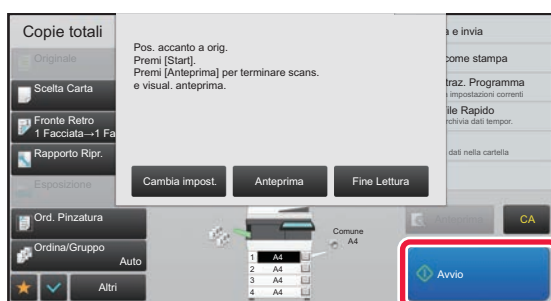 Copie totali
Originale
Scelta Carta
Fronte Retro
1 Facciata→1 Fa
Rapporto Ripr.
Esposizione
Ord. Pinzatura
Ordina/Gruppo
Auto
Altri
Pos. accanto a orig.
Premi [Start].
Premi [Anteprima] per terminare scans.
e visual. anteprima.
Cambia impost.
Anteprima
Fine Lettura
a e invia
come stampa
traz. Programma
impostazioni correnti
ile Rapido
rchivia dati tempor.
dati nella cartella
Comune
A4
1 A4
2 A4
3 A4
4 A4
Anteprima
CA
Avvio